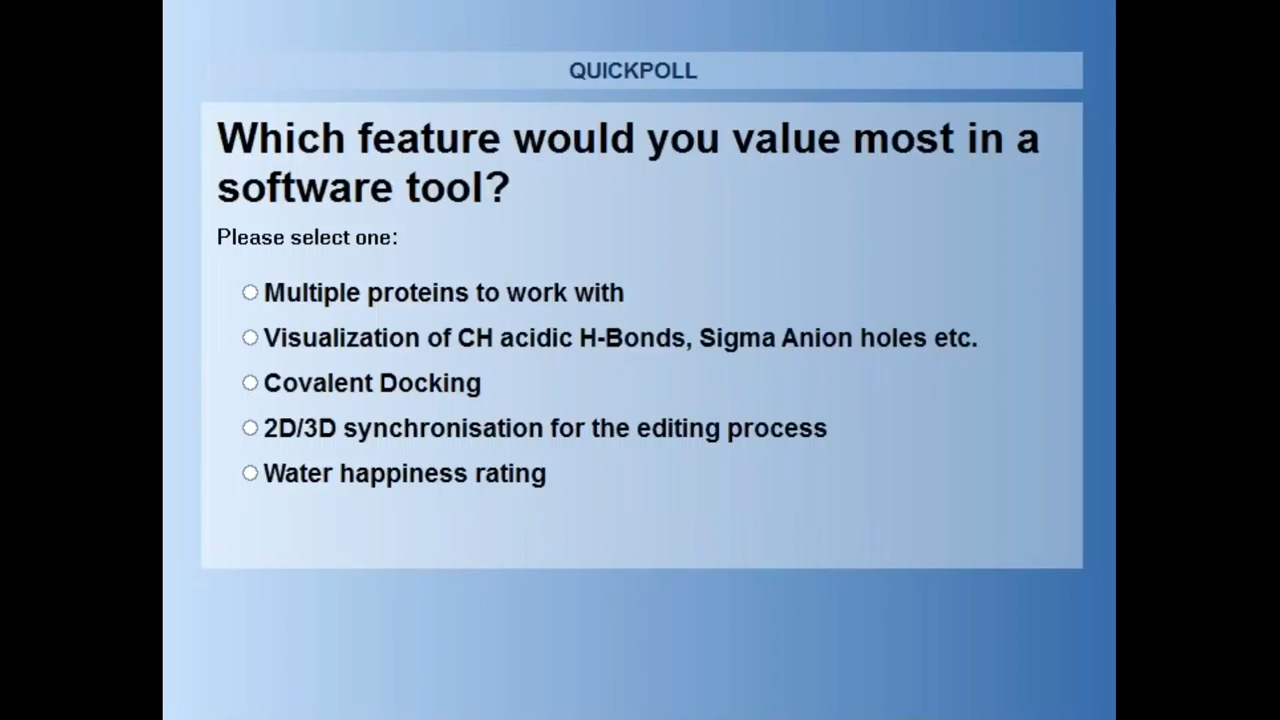 QUICKPOLL
Which feature would you value most in a
software tool?
Please select one:
Multiple proteins to work with
Visualization of CH acidic H-Bonds, Sigma Anion holes etc.
Covalent Docking
2D/3D synchronisation for the editing process
Water happiness rating